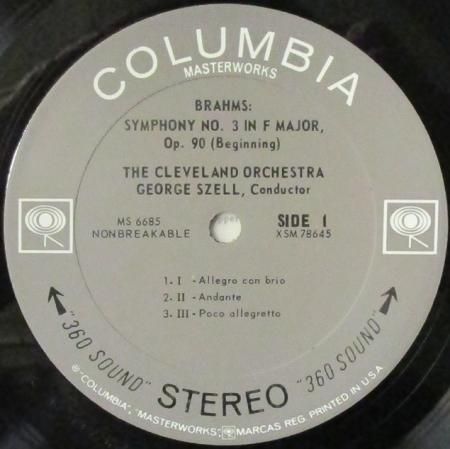 COLUMBIA
MASTERWORKS
BRAHMS:
SYMPHONY NO. 3 IN F MAJOR,
Op. 90 (Beginning)
THE CLEVELAND ORCHESTRA
GEORGE SZELL, Conductor
MS 6685
NONBREAKABLE
SIDE 1
XSM 78645
1. I - Allegro con brio
2. II - Andante
3. III - Poco allegretto
"360 SOUND" STEREO "360 SOUND"
® "COLUMBIA", "MASTERWORKS", MARCAS REG. PRINTED IN U.S.A.